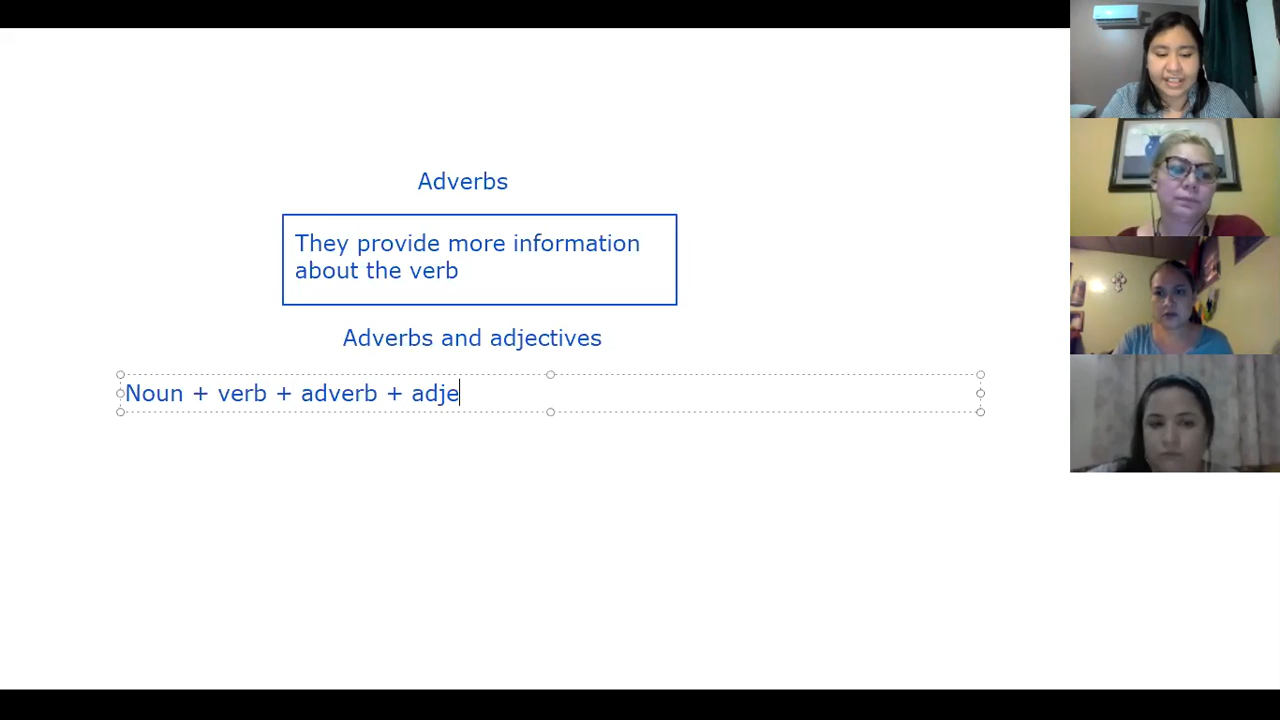 Adverbs
They provide more information
about the verb
Adverbs and adjectives
Noun + verb + adverb + adje